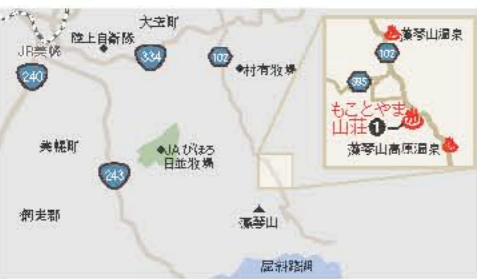 大空町
陸上自衛隊
JR美幌
240
334
102
村有牧場
美幌町
JAびほろ
日並牧場
243
網走郡
藻琴山
屈斜路湖
藻琴山温泉
102
395
もことやま
山荘❶
藻琴山高原温泉